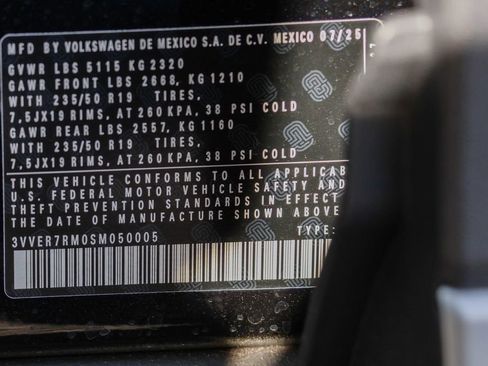 MFD BY VOLKSWAGEN DE MEXICO S.A. DE C.V. MEXICO 07/25
GVWR LBS 5115 KG 2320
GAWR FRONT LBS 2668, KG 1210
WITH 235/50 R19 TIRES,
7,5JX19 RIMS, AT 260 KPA, 38 PSI COLD
GAWR REAR LBS 2557, KG 1160
WITH 235/50 R19 TIRES,
7,5JX19 RIMS, AT 260 KPA, 38 PSI COLD
THIS VEHICLE CONFORMS TO ALL APPLICAB
U.S. FEDERAL MOTOR VEHICLE SAFETY AND
THEFT PREVENTION STANDARDS IN EFFECT
THE DATE OF MANUFACTURE SHOWN ABOVE
3VVER7RM0SM050005 TYPE: